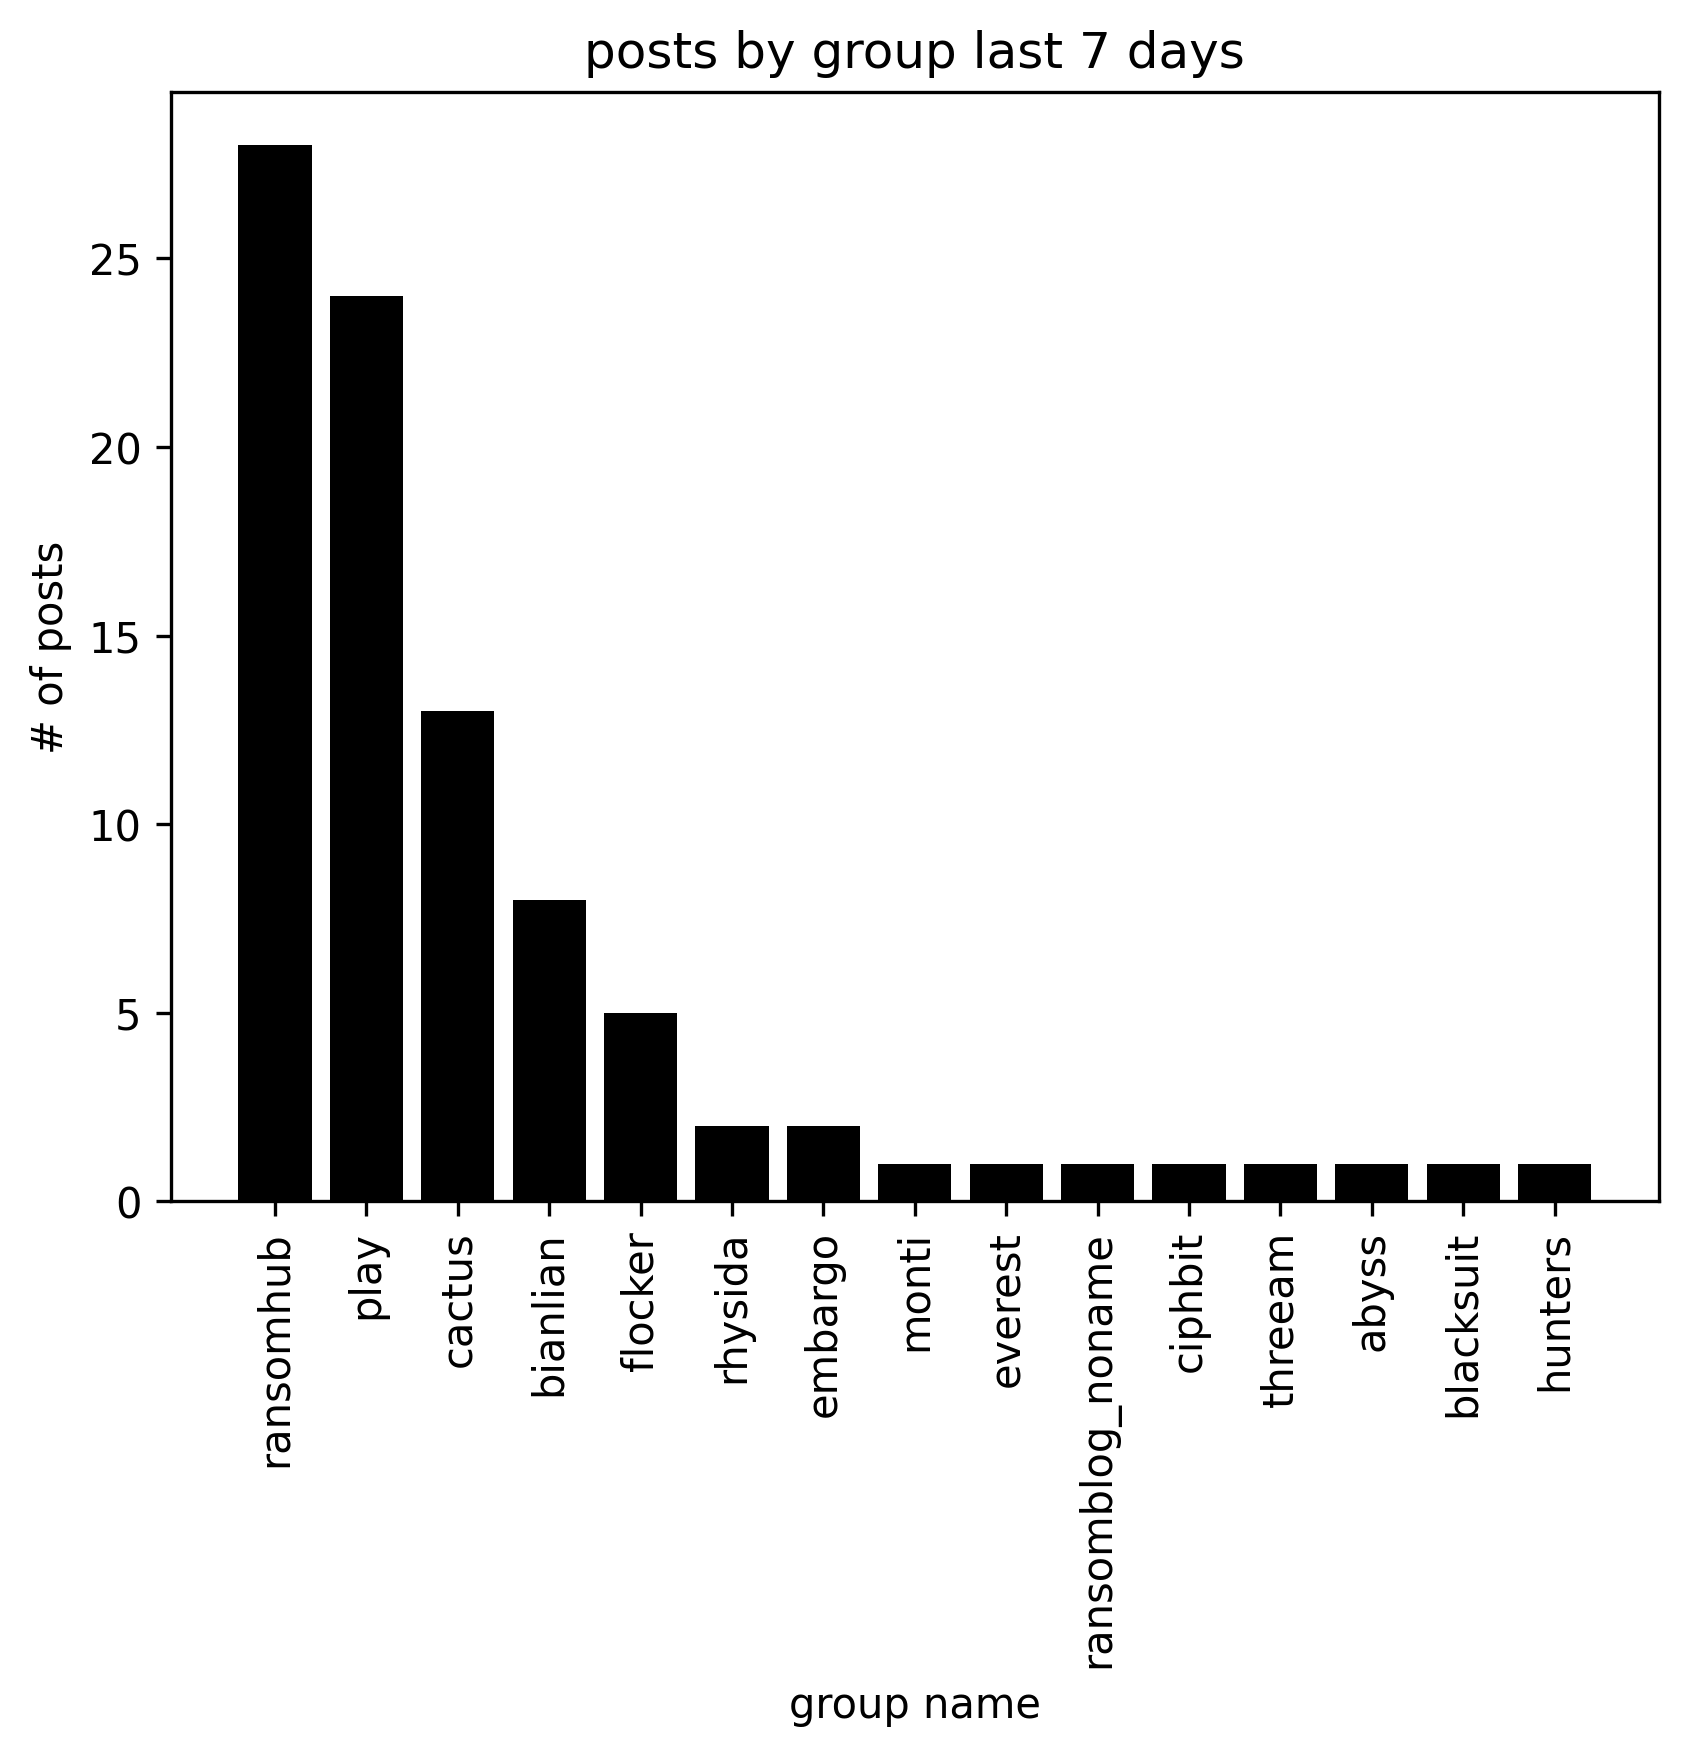 posts by group last 7 days
# of posts
25
20
15
10
5
0
ransomhub
play
cactus
bianlian
flocker
rhysida
embargo
monti
everest
ransomblog_noname
ciphbit
threeam
abyss
blacksuit
hunters
group name